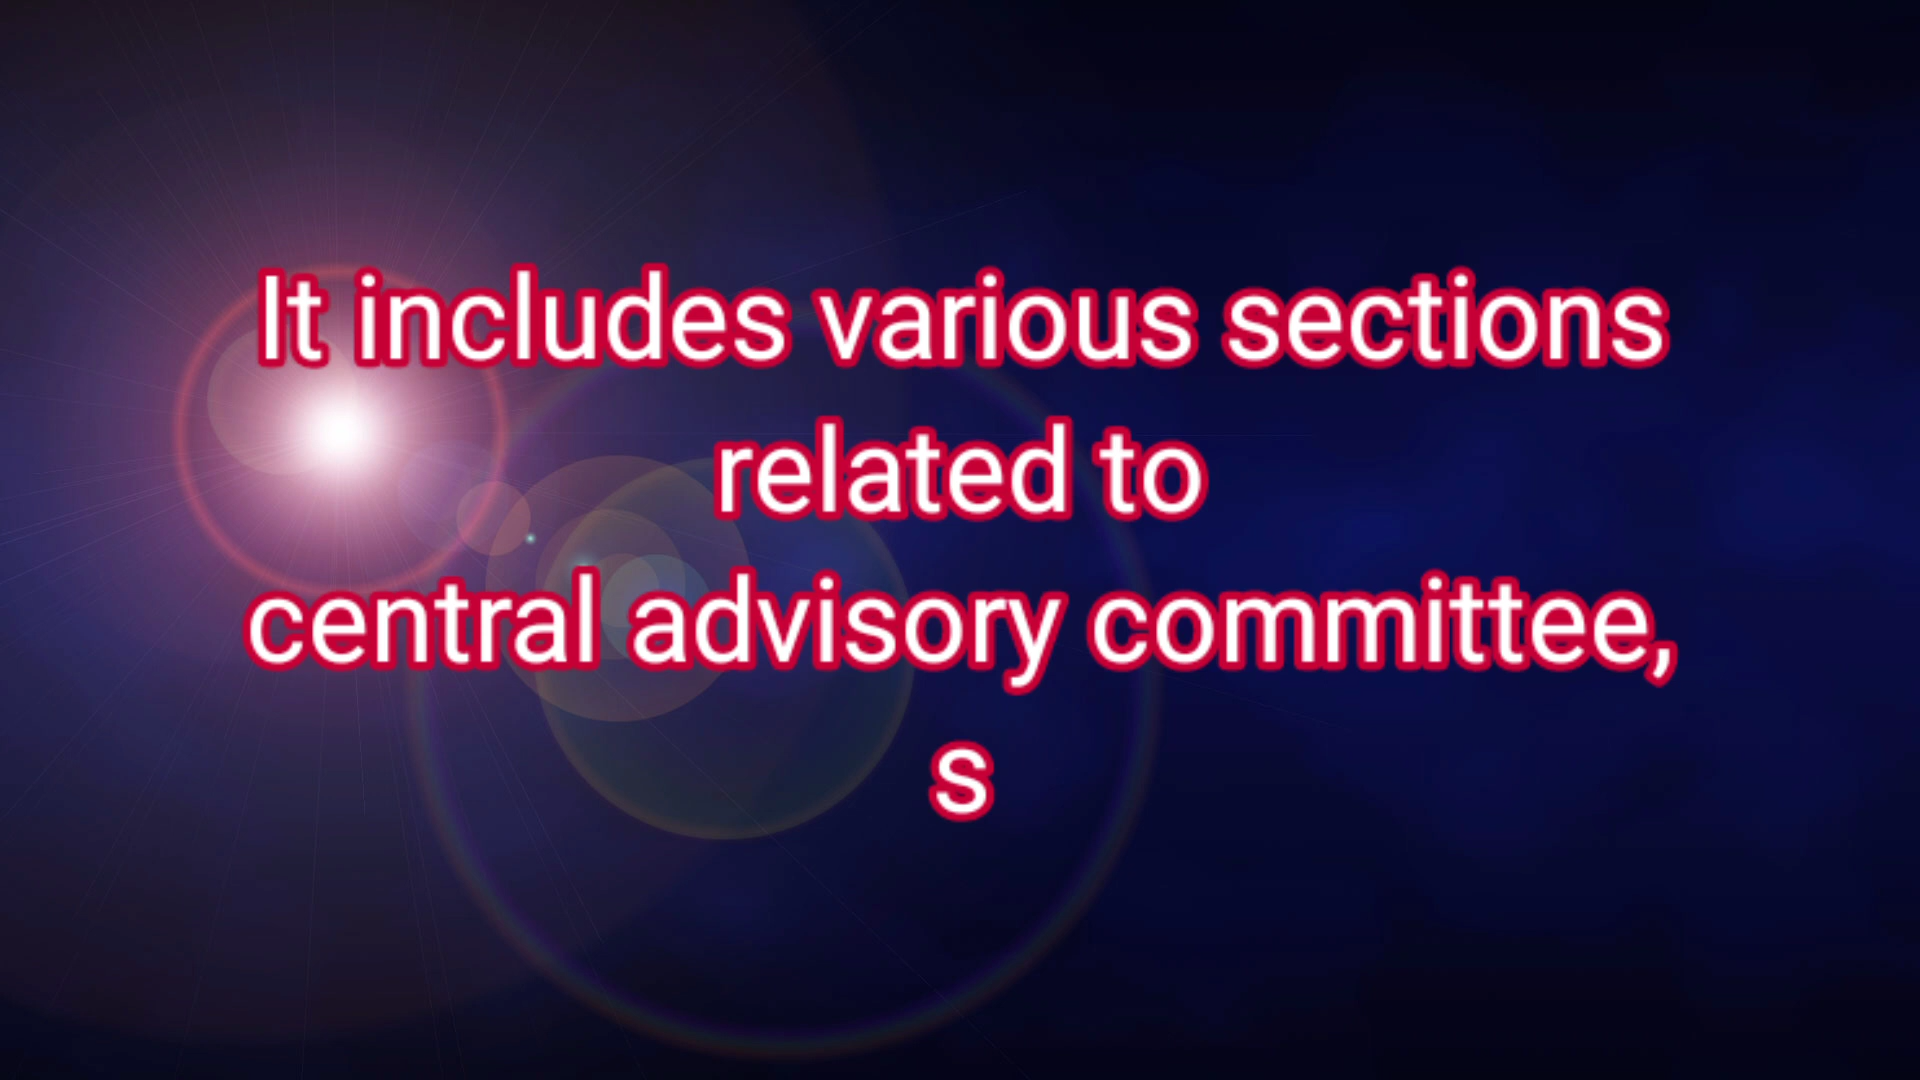 It includes various sections
related to
central advisory committee,
s